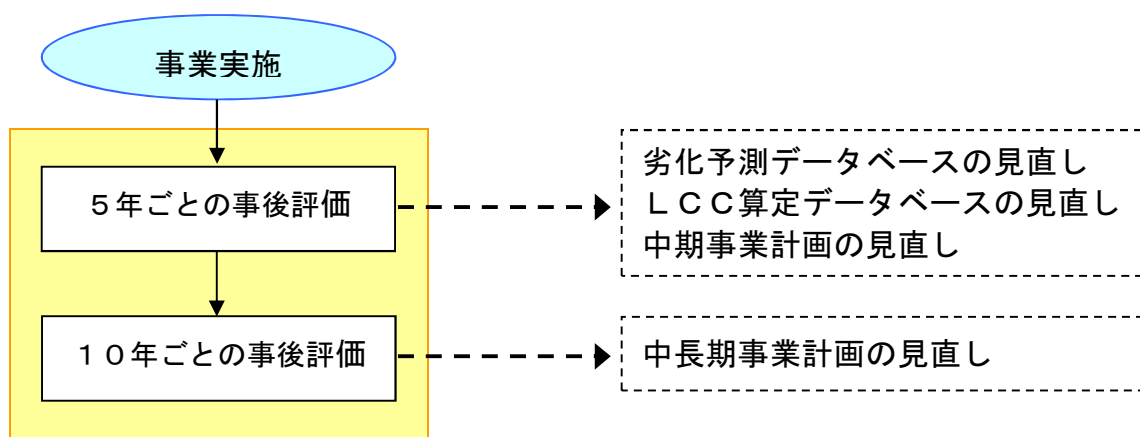 事業実施
５年ごとの事後評価
劣化予測データベースの見直し
ＬＣＣ算定データベースの見直し
中期事業計画の見直し
１０年ごとの事後評価
中長期事業計画の見直し